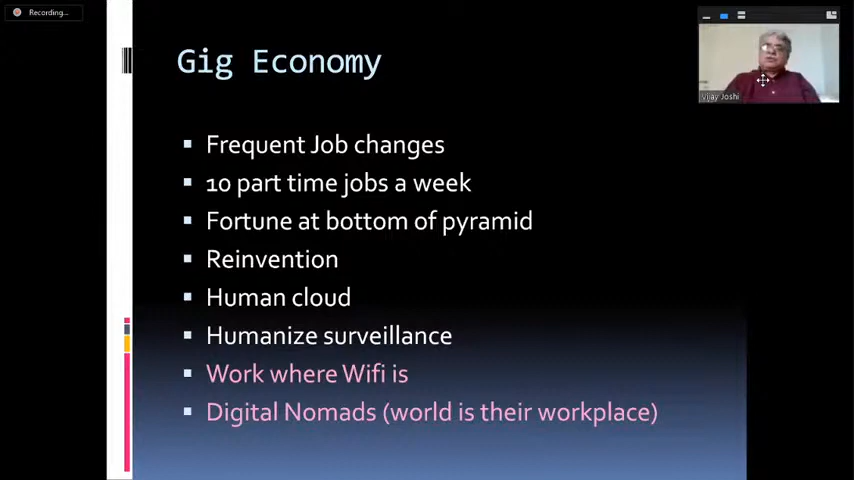 Recording...
Gig Economy
Frequent Job changes
10 part time jobs a week
Fortune at bottom of pyramid
Reinvention
Human cloud
Humanize surveillance
Work where Wifi is
Digital Nomads (world is their workplace)
Vijay Joshi